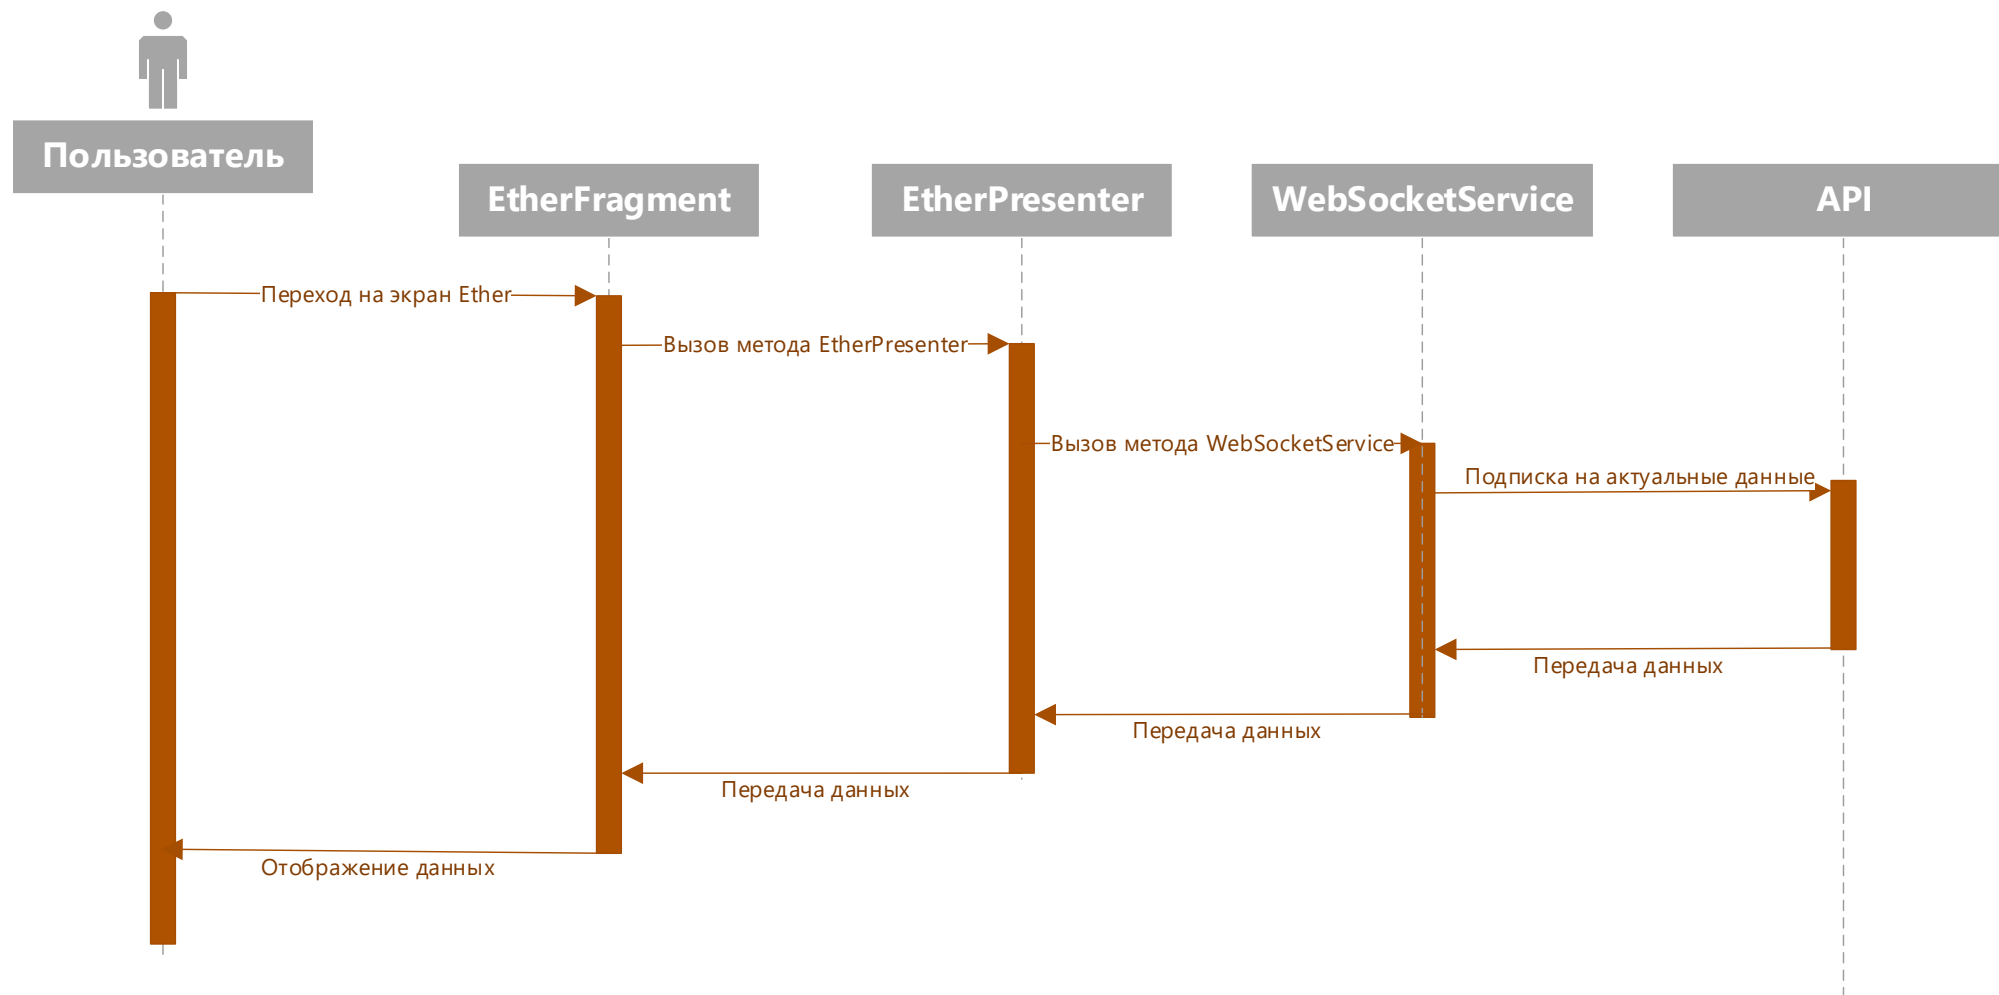 Пользователь
EtherFragment
EtherPresenter
WebSocketService
API
Переход на экран Ether
Вызов метода EtherPresenter
Вызов метода WebSocketService
Подписка на актуальные данные
Передача данных
Передача данных
Передача данных
Отображение данных